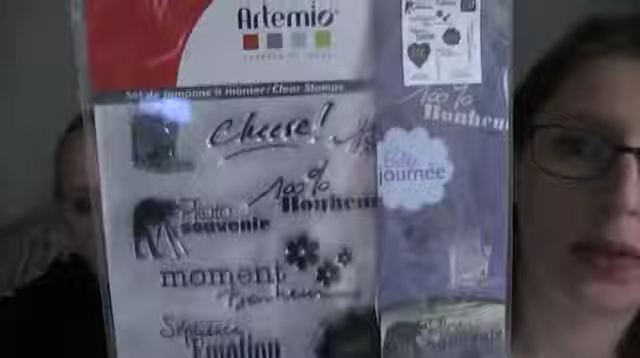 Artemio
Set de tampons à monter / Clear Stamps
Cheese!
100%
Bonheur
100%
Bonheur
Belle
journée
Photo
souvenir
moment
Bonheur
Séquence
Emotion